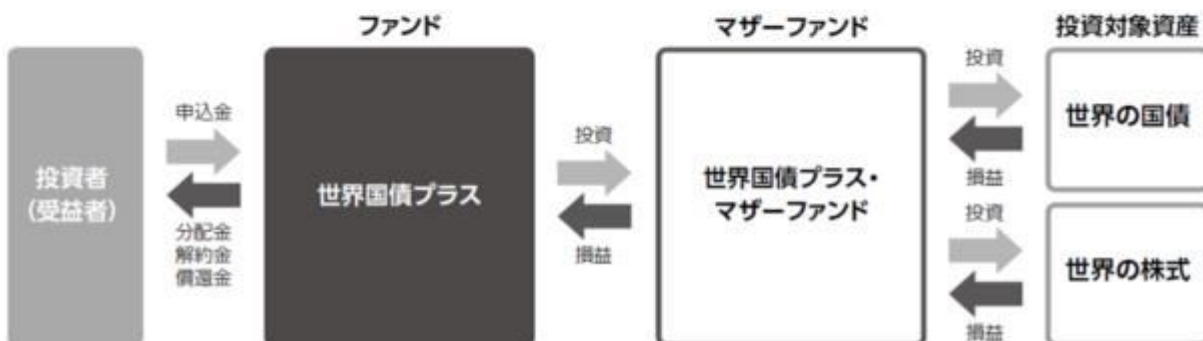 ファンド
マザーファンド
投資対象資産
投資者
(受益者)
申込金
分配金
解約金
償還金
世界国債プラス
投資
損益
世界国債プラス・
マザーファンド
投資
損益
世界の国債
投資
損益
世界の株式